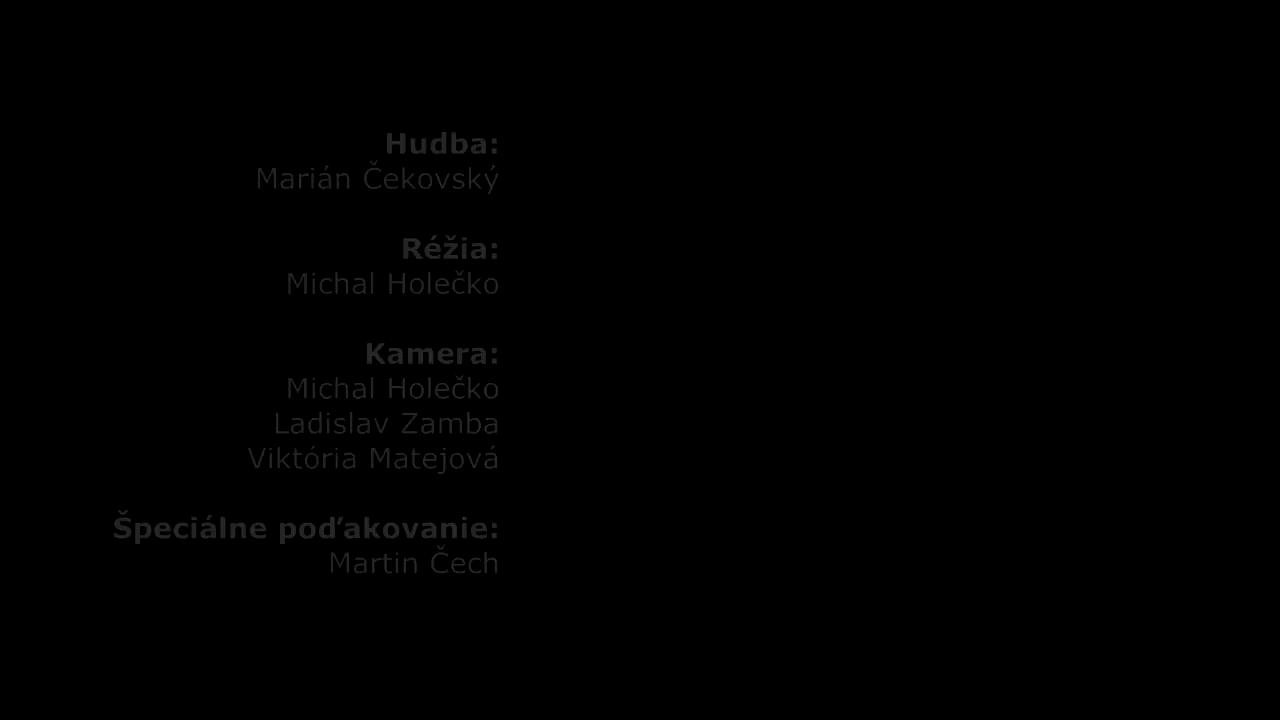 Hudba:
Marián Čekovský
Réžia:
Michal Holečko
Kamera:
Michal Holečko
Ladislav Zamba
Viktória Matejová
Špeciálne poďakovanie:
Martin Čech